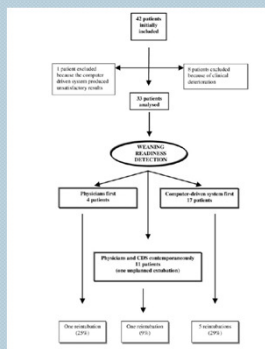 42 patients
initially
included
1 patient excluded
because the computer
driven system produced
unsatisfactory results
9 patients excluded
because of clinical
deterioration
33 patients
analysed
WEANING
READINESS
DETECTION
Physicians first
4 patients
Computer-driven system first
17 patients
Physician and CDS contemporaneously
11 patients
(one unplanned extubation)
One reintubation
(25%)
One reintubation
(9%)
5 reintubations
(29%)